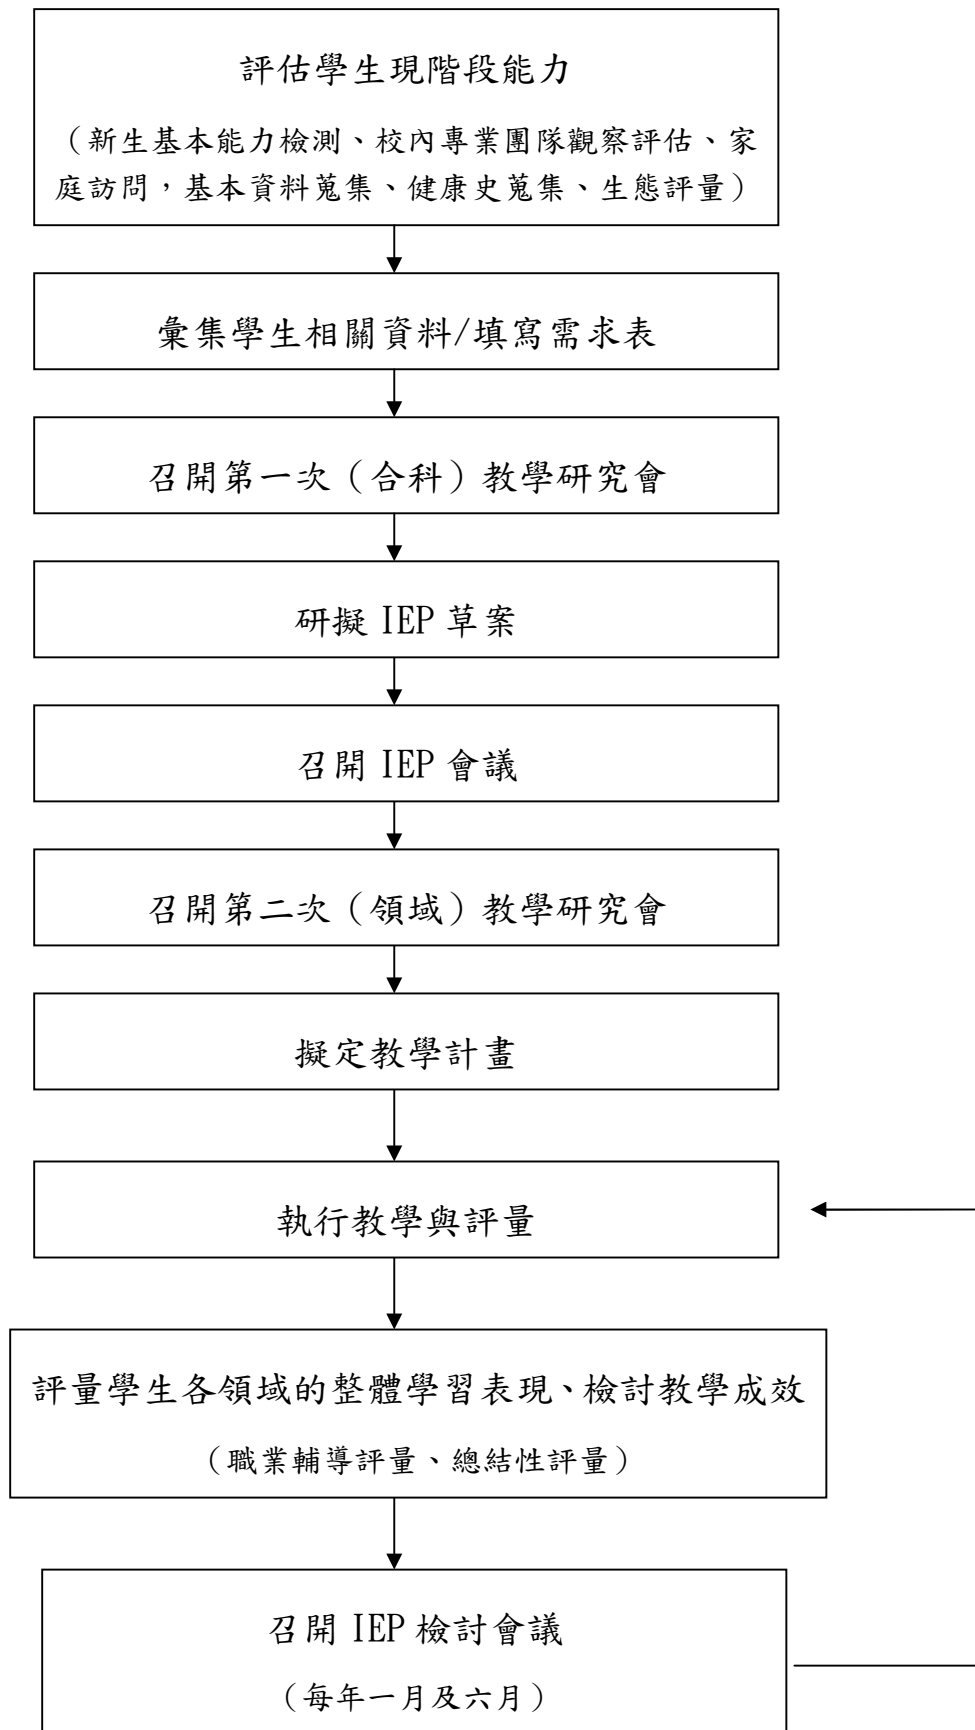 評估學生現階段能力
（新生基本能力檢測、校內專業團隊觀察評估、家
庭訪問，基本資料蒐集、健康史蒐集、生態評量）
彙集學生相關資料/填寫需求表
召開第一次（合科）教學研究會
研擬 IEP 草案
召開 IEP 會議
召開第二次（領域）教學研究會
擬定教學計畫
執行教學與評量
評量學生各領域的整體學習表現、檢討教學成效
（職業輔導評量、總結性評量）
召開 IEP 檢討會議
（每年一月及六月）